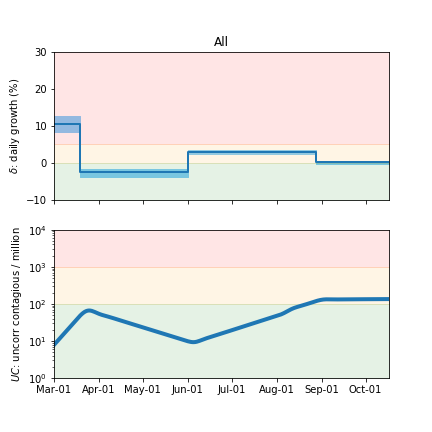 All
δ: daily growth (%)
30
20
10
0
−10
UC: uncorr contagious / million
10⁴
10³
10²
10¹
10⁰
Mar-01 Apr-01 May-01 Jun-01 Jul-01 Aug-01 Sep-01 Oct-01